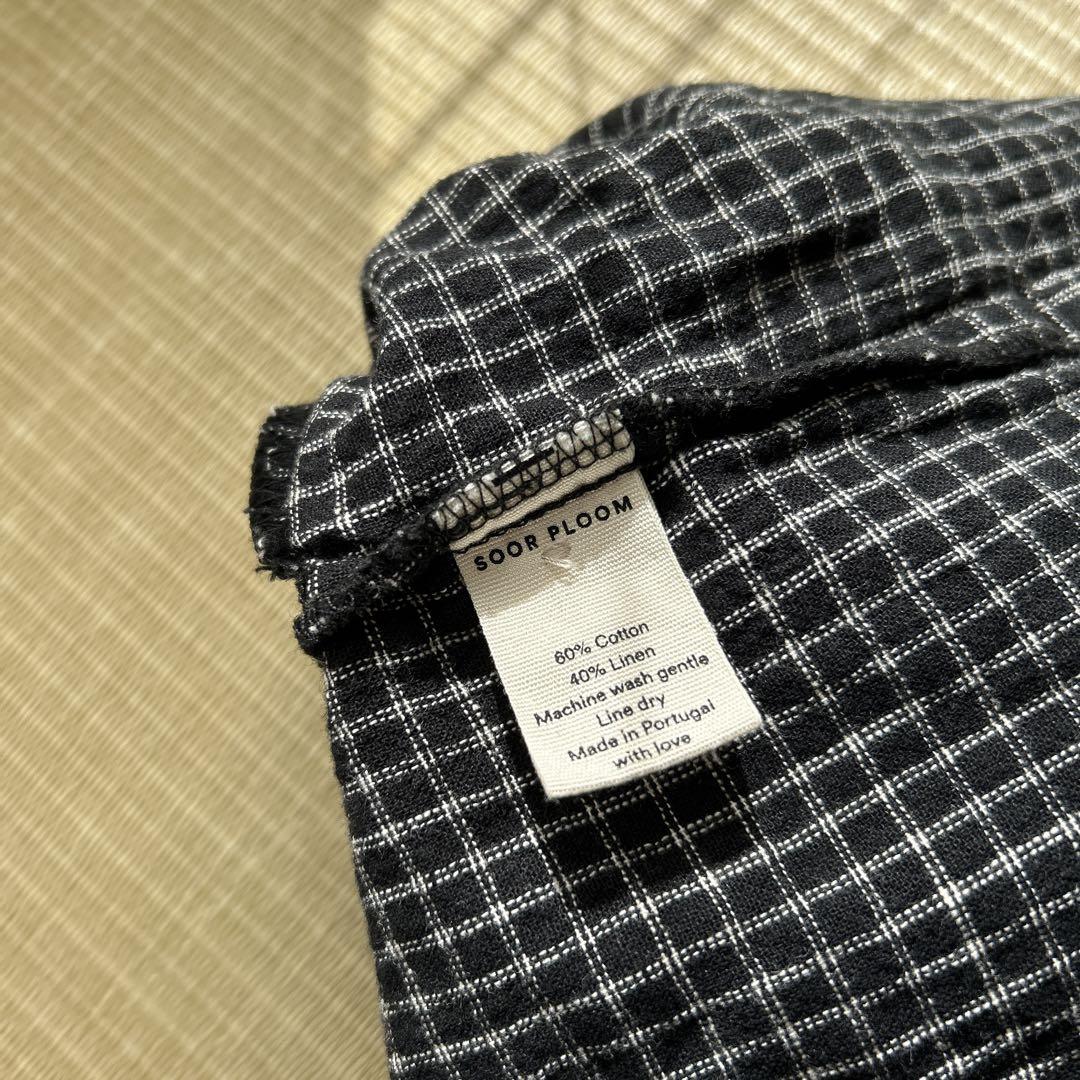 SOOR PLOOM
60% Cotton
40% Linen
Machine wash gentle
Line dry
Made in Portugal
with love